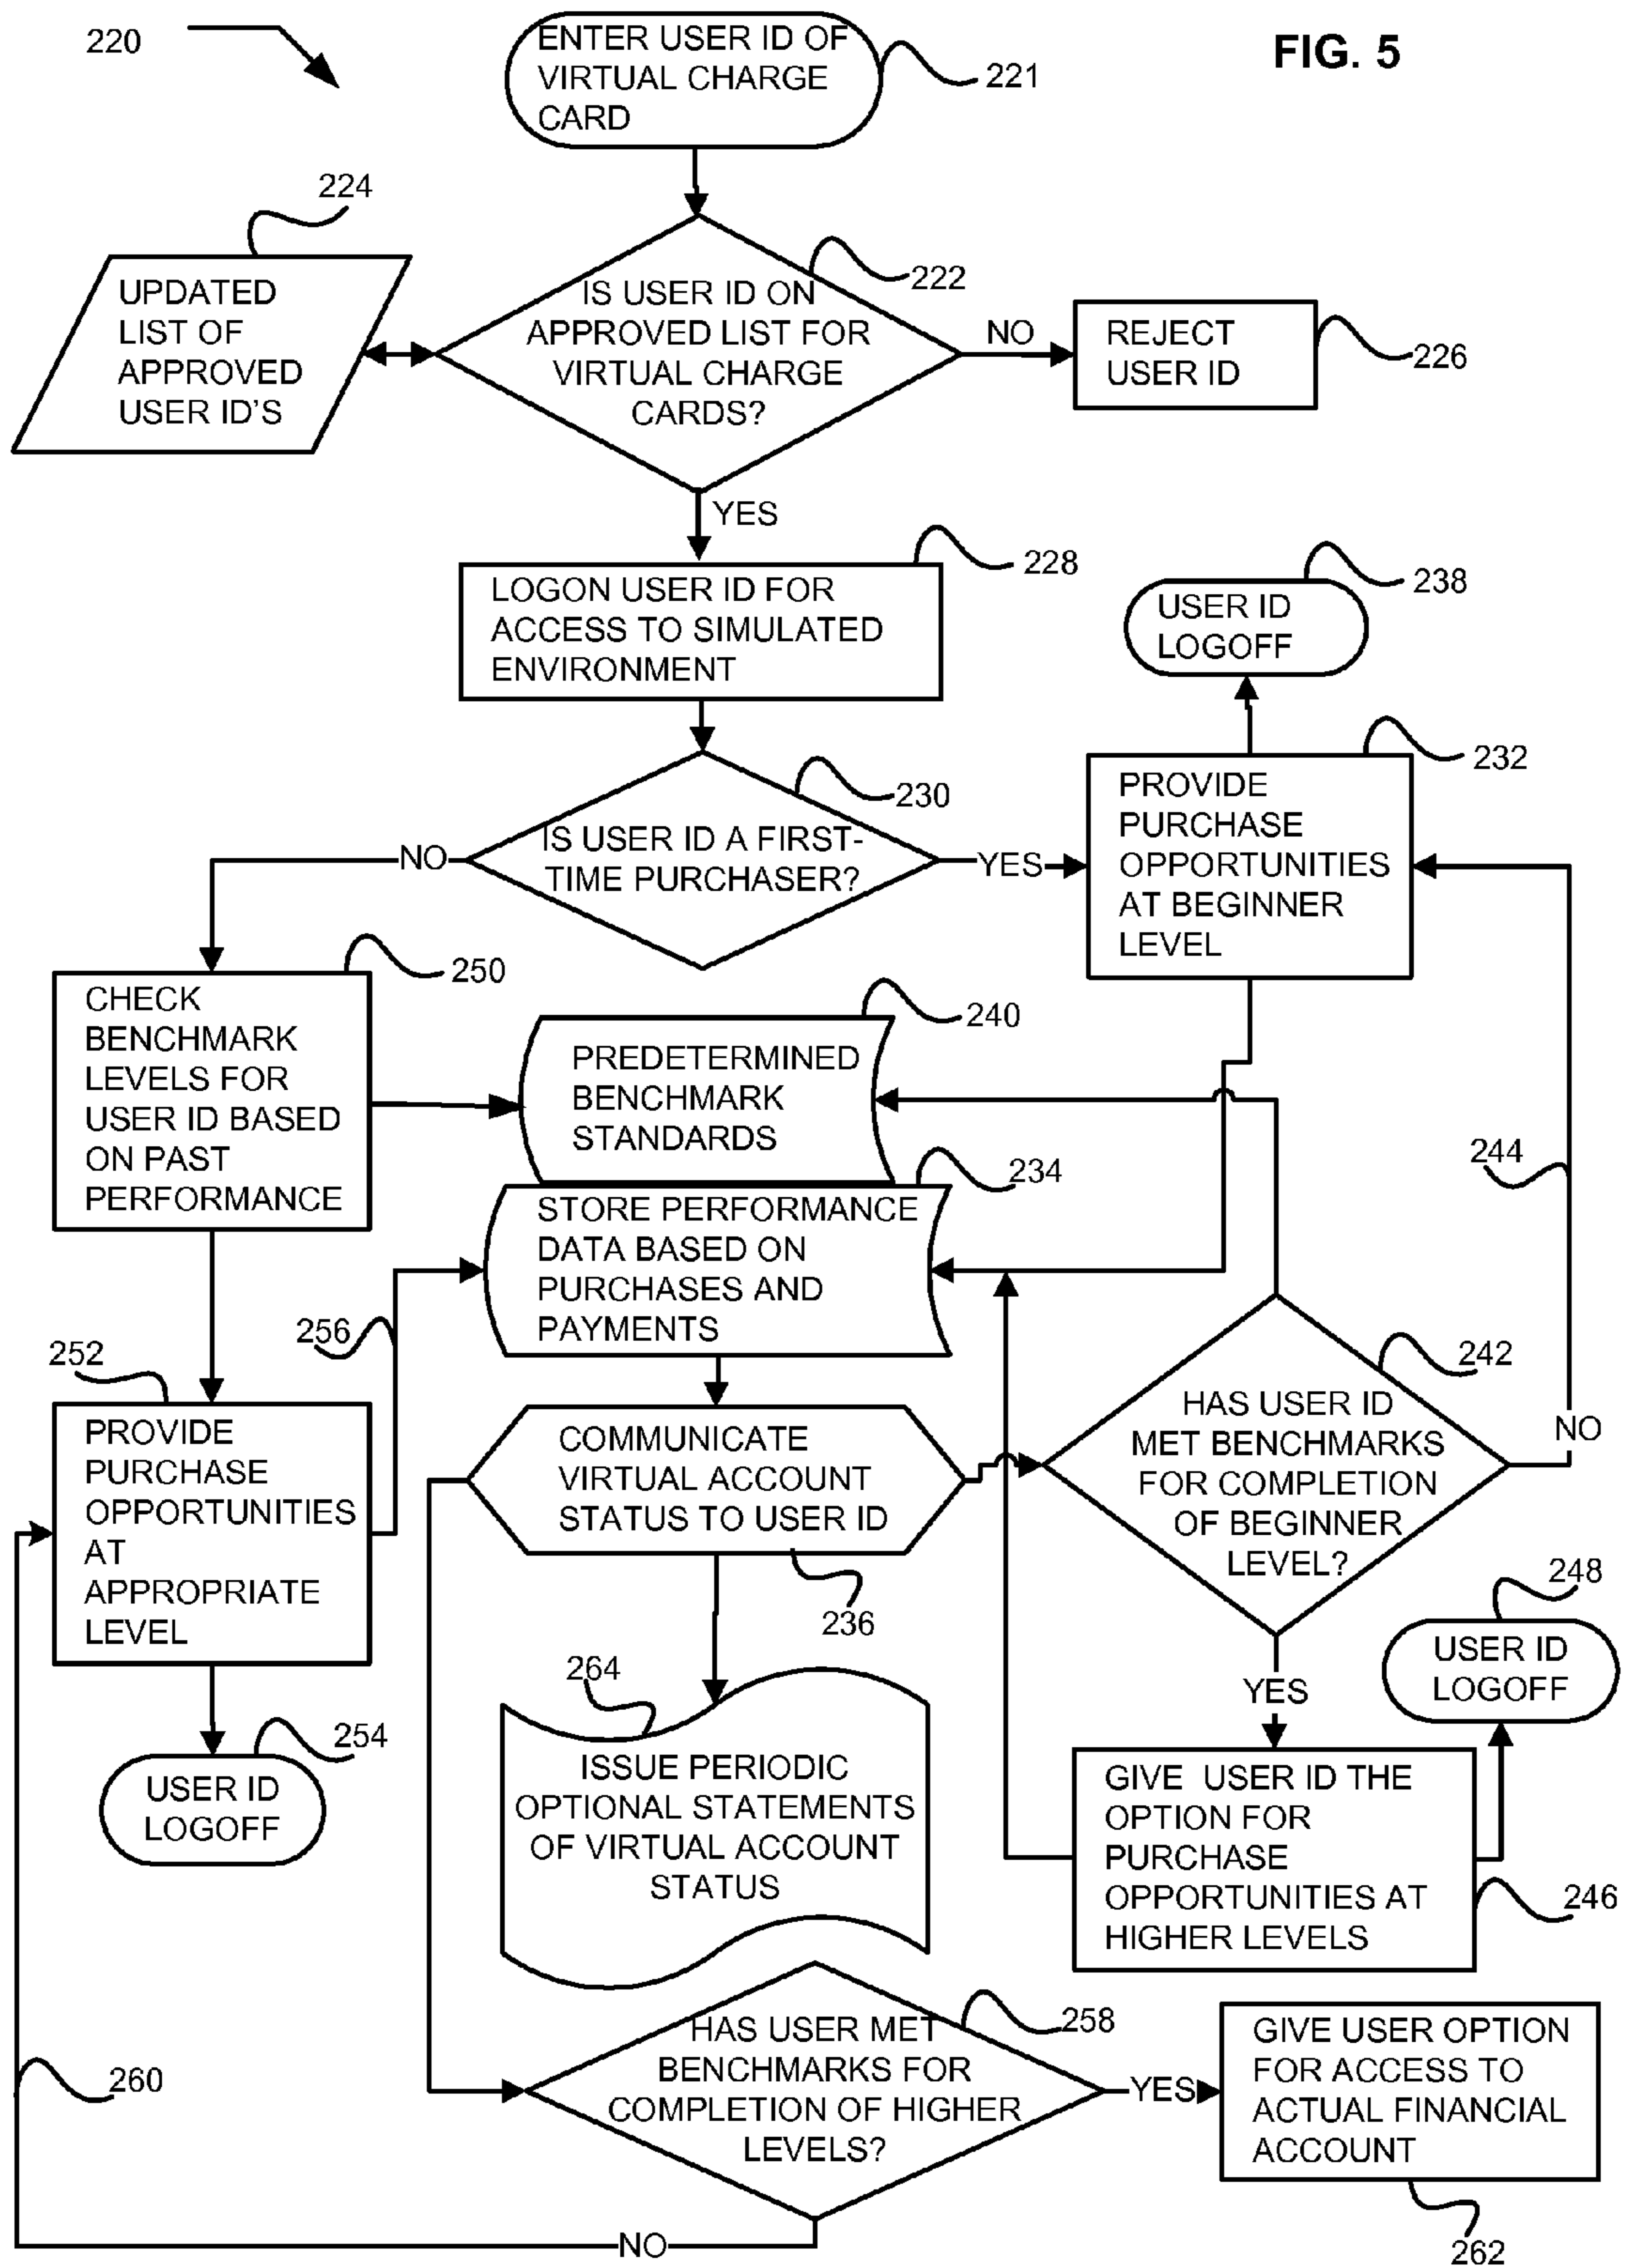 220
ENTER USER ID OF
VIRTUAL CHARGE
CARD
221
FIG. 5
224
UPDATED
LIST OF
APPROVED
USER ID'S
222
IS USER ID ON
APPROVED LIST FOR
VIRTUAL CHARGE
CARDS?
NO
REJECT
USER ID
226
YES
228
LOGON USER ID FOR
ACCESS TO SIMULATED
ENVIRONMENT
238
USER ID
LOGOFF
230
IS USER ID A FIRST-
TIME PURCHASER?
NO
YES
232
PROVIDE
PURCHASE
OPPORTUNITIES
AT BEGINNER
LEVEL
250
CHECK
BENCHMARK
LEVELS FOR
USER ID BASED
ON PAST
PERFORMANCE
240
PREDETERMINED
BENCHMARK
STANDARDS
234
STORE PERFORMANCE
DATA BASED ON
PURCHASES AND
PAYMENTS
244
256
252
PROVIDE
PURCHASE
OPPORTUNITIES
AT
APPROPRIATE
LEVEL
COMMUNICATE
VIRTUAL ACCOUNT
STATUS TO USER ID
236
242
HAS USER ID
MET BENCHMARKS
FOR COMPLETION
OF BEGINNER
LEVEL?
NO
YES
248
USER ID
LOGOFF
254
USER ID
LOGOFF
264
ISSUE PERIODIC
OPTIONAL STATEMENTS
OF VIRTUAL ACCOUNT
STATUS
GIVE USER ID THE
OPTION FOR
PURCHASE
OPPORTUNITIES AT
HIGHER LEVELS
246
258
HAS USER MET
BENCHMARKS FOR
COMPLETION OF HIGHER
LEVELS?
YES
GIVE USER OPTION
FOR ACCESS TO
ACTUAL FINANCIAL
ACCOUNT
260
NO
262